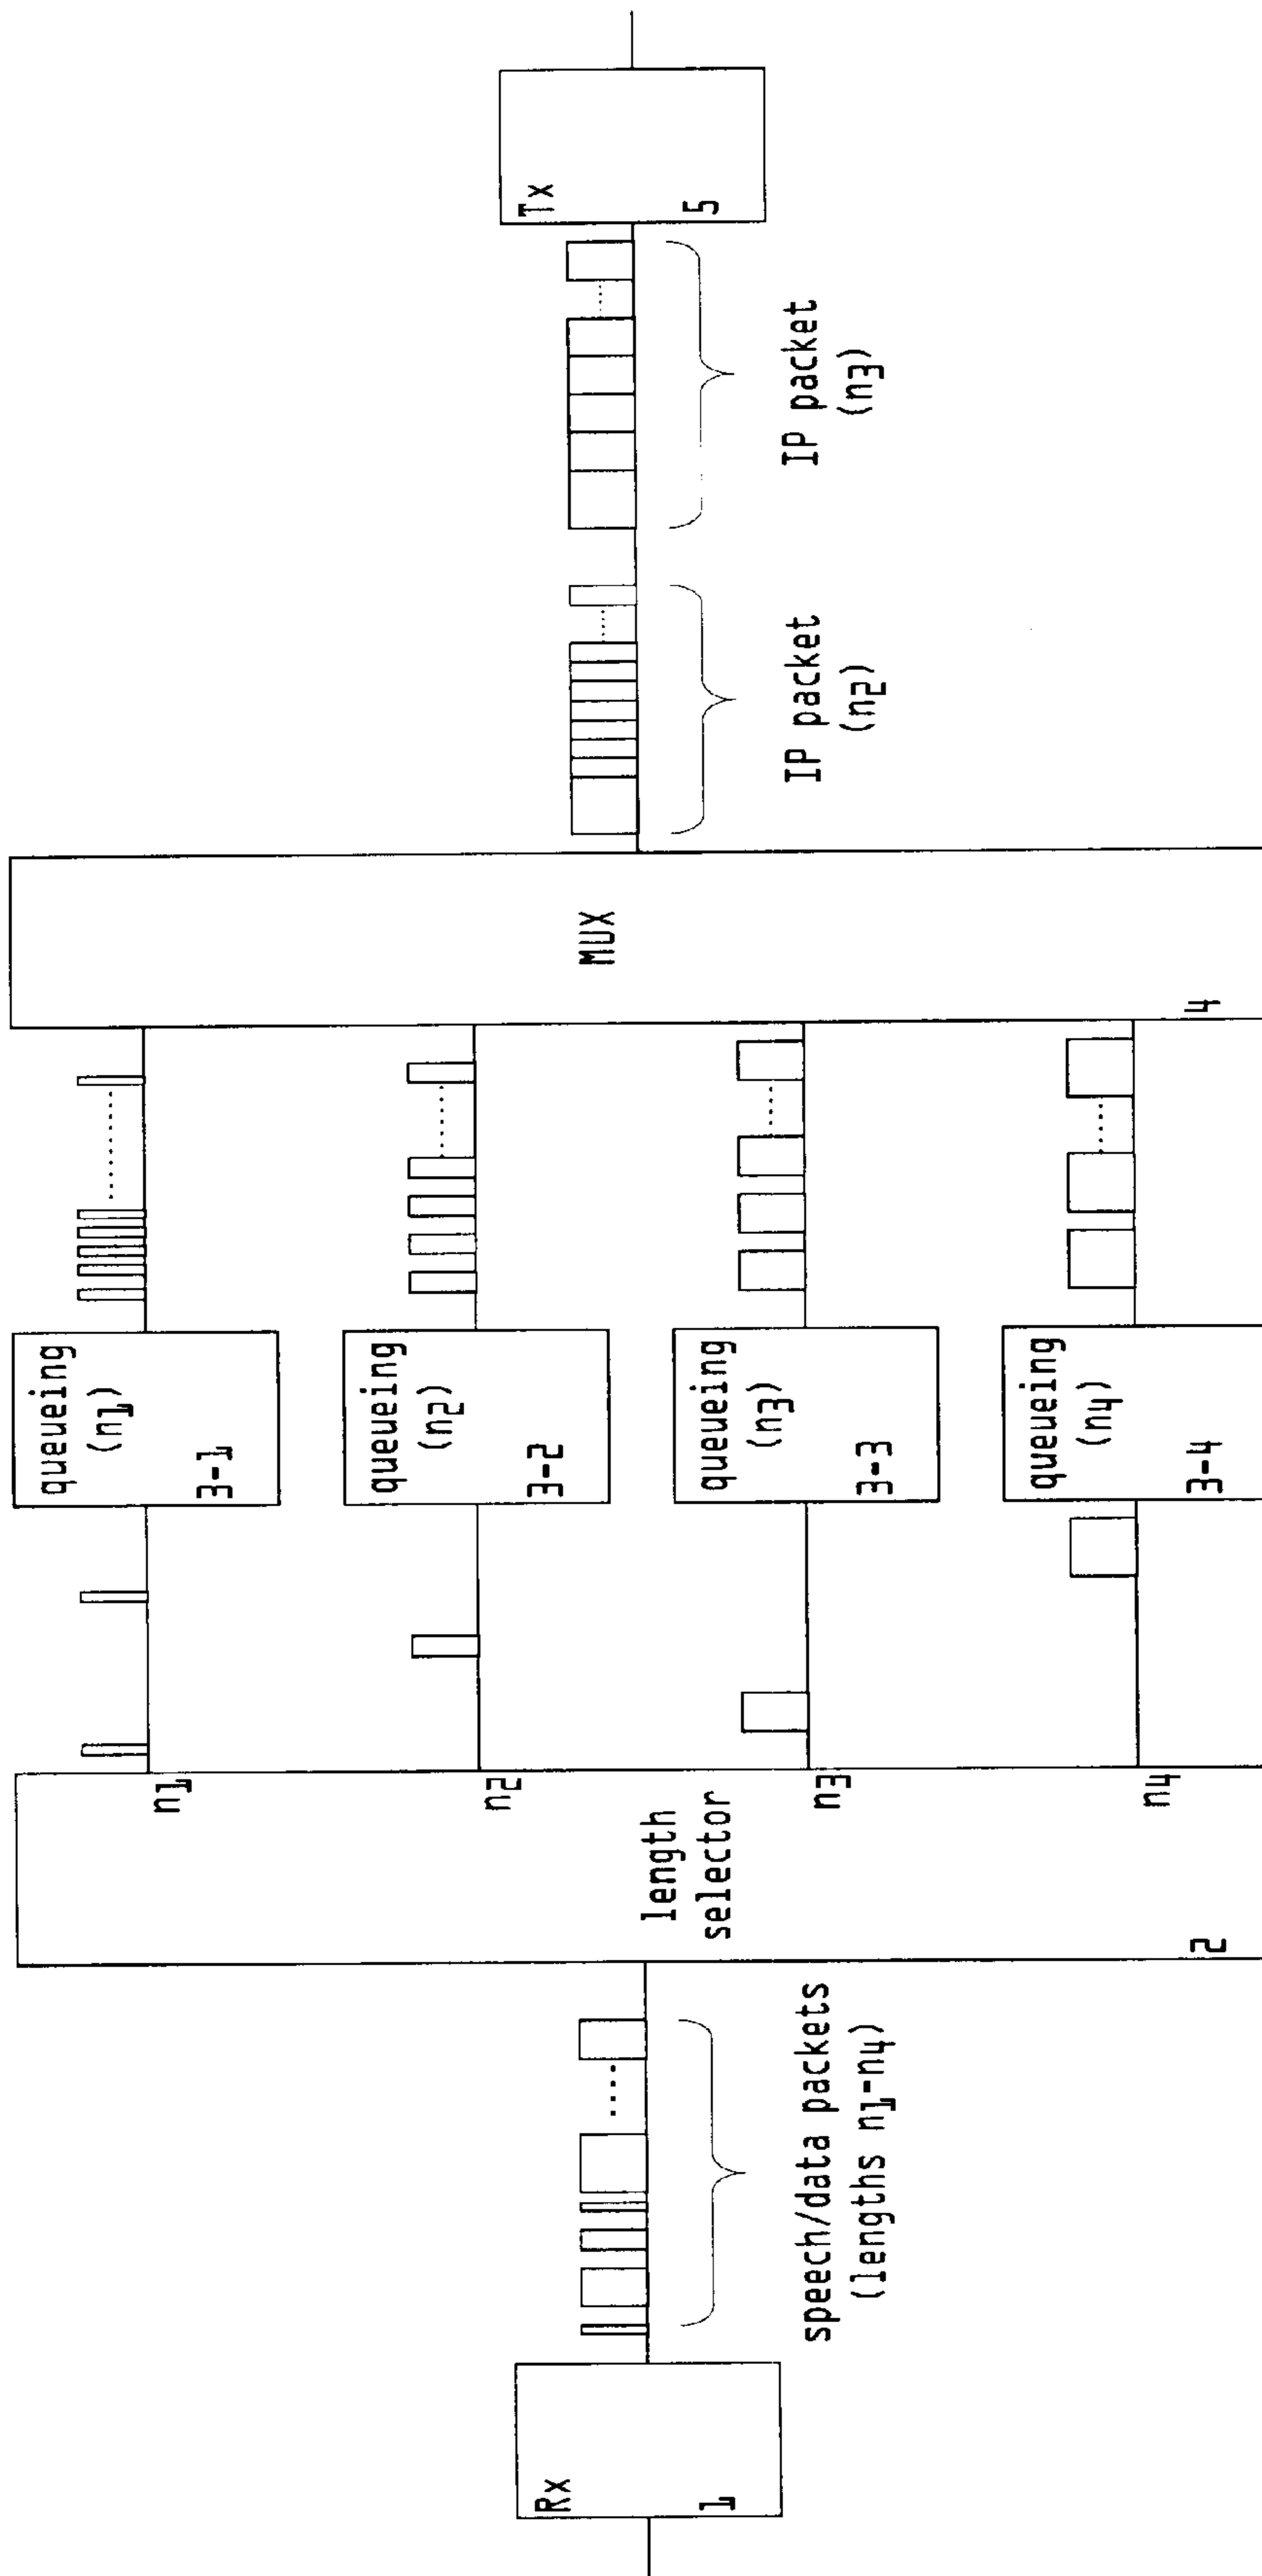 Rx
1
speech/data packets
(lengths n1-n4)
length
selector
2
n1
n2
n3
n4
queueing
(n1)
3-1
queueing
(n2)
3-2
queueing
(n3)
3-3
queueing
(n4)
3-4
MUX
4
IP packet
(n2)
IP packet
(n3)
Tx
5